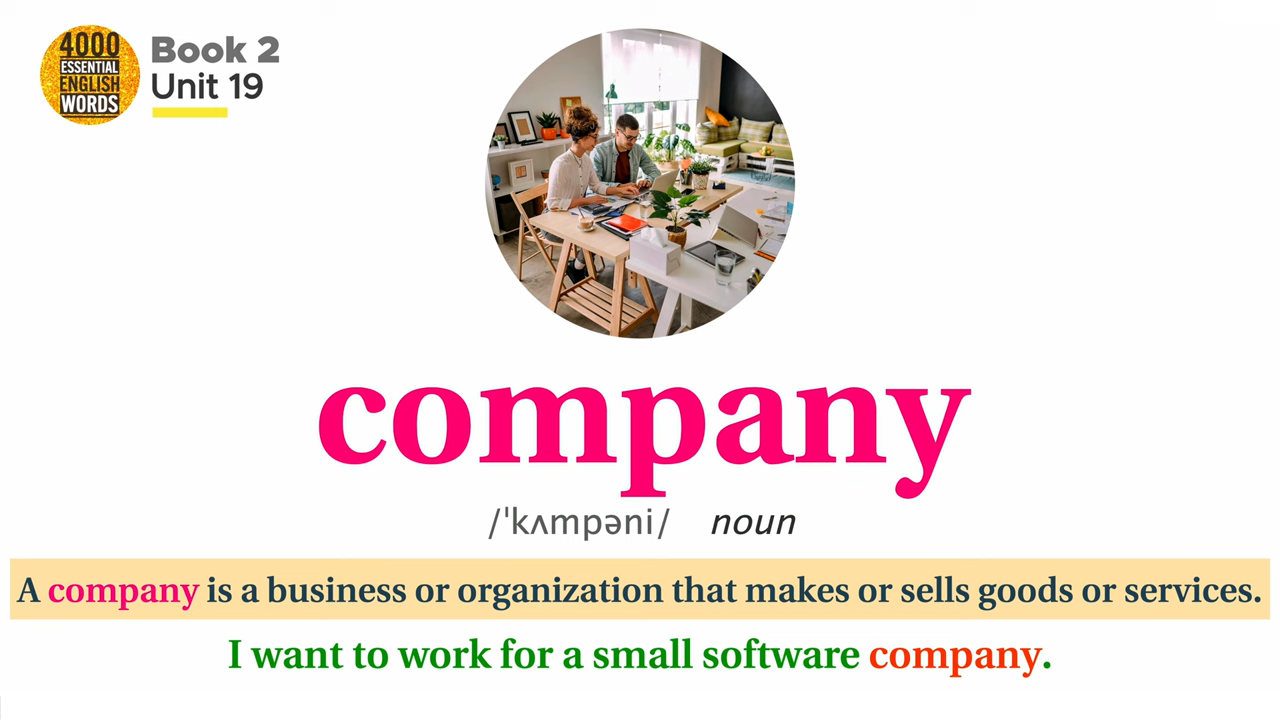 4000
ESSENTIAL
ENGLISH
WORDS
Book 2
Unit 19
company
/ˈkʌmpəni/ noun
A company is a business or organization that makes or sells goods or services.
I want to work for a small software company.